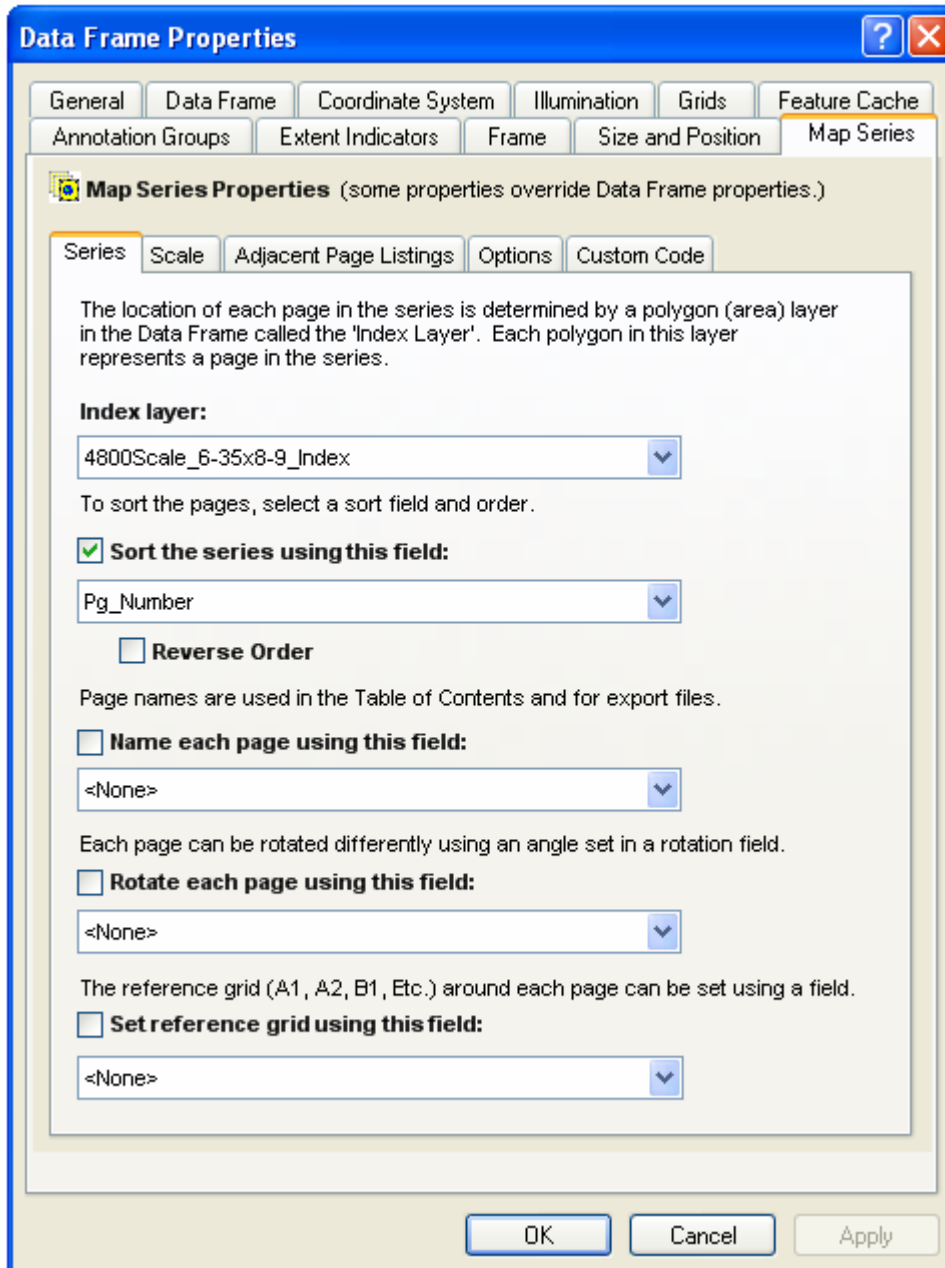 Data Frame Properties
General Data Frame Coordinate System Illumination Grids Feature Cache
Annotation Groups Extent Indicators Frame Size and Position Map Series
Map Series Properties (some properties override Data Frame properties.)
Series Scale Adjacent Page Listings Options Custom Code
The location of each page in the series is determined by a polygon (area) layer
in the Data Frame called the 'Index Layer'. Each polygon in this layer
represents a page in the series.
Index layer:
4800Scale_6-35x8-9_Index
To sort the pages, select a sort field and order.
Sort the series using this field:
Pg_Number
Reverse Order
Page names are used in the Table of Contents and for export files.
Name each page using this field:
<None>
Each page can be rotated differently using an angle set in a rotation field.
Rotate each page using this field:
<None>
The reference grid (A1, A2, B1, Etc.) around each page can be set using a field.
Set reference grid using this field:
<None>
OK Cancel Apply